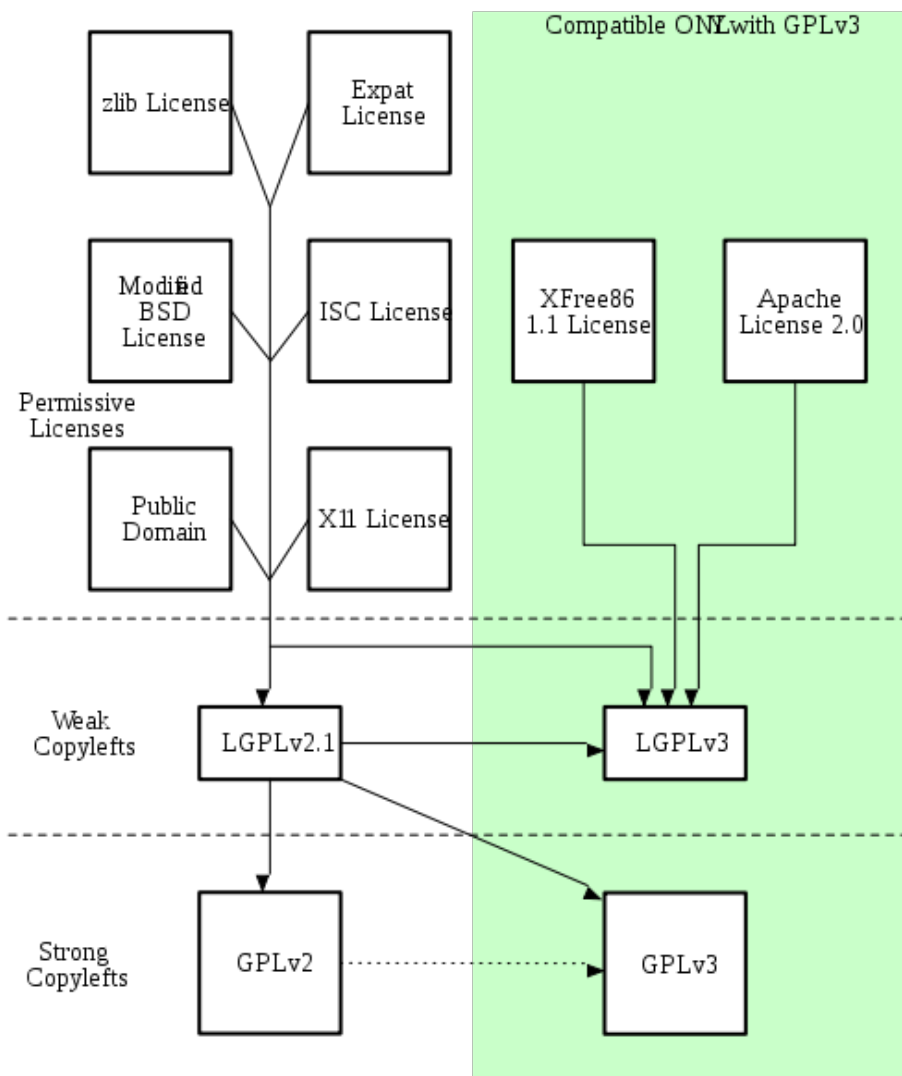 Compatible ONLY with GPLv3
zlib License
Expat
License
Modified
BSD
License
ISC License
XFree86
1.1 License
Apache
License 2.0
Permissive
Licenses
Public
Domain
X11 License
Weak
Copylefts
LGPLv2.1
LGPLv3
Strong
Copylefts
GPLv2
GPLv3